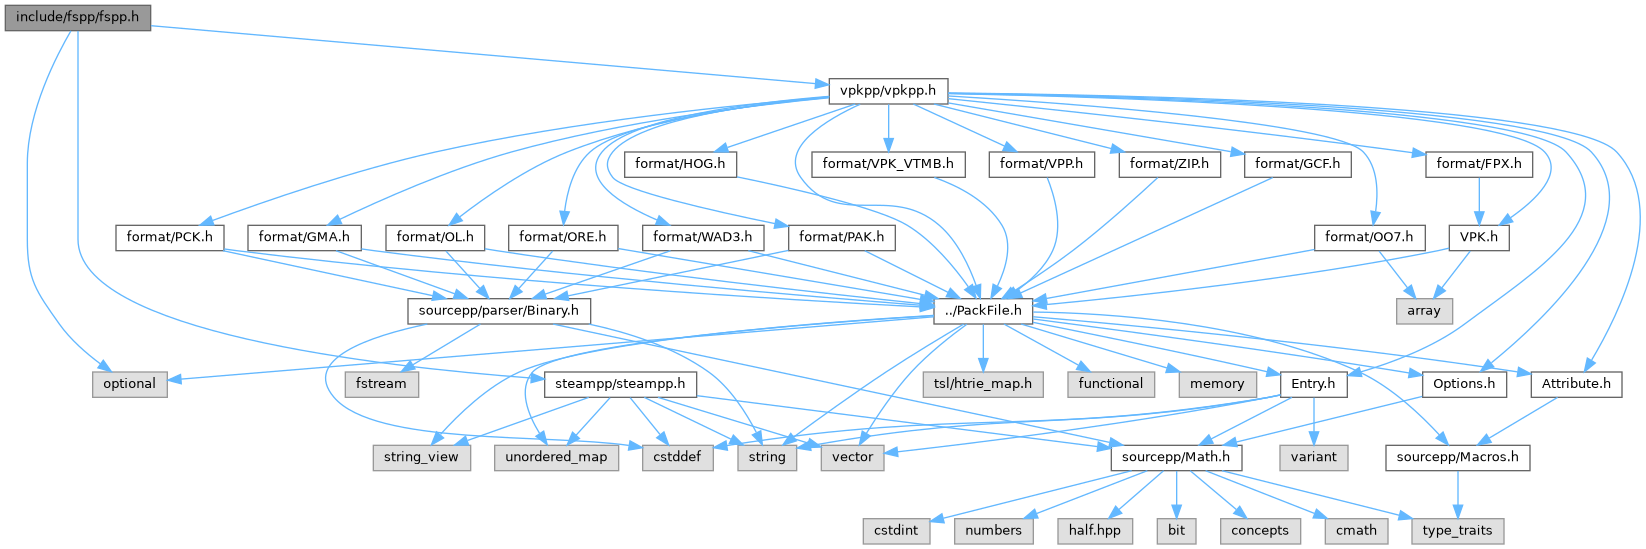 include/fspp/fspp.h
vpkpp/vpkpp.h
format/HOG.h
format/VPK_VTMB.h
format/VPP.h
format/ZIP.h
format/GCF.h
format/FPX.h
format/PCK.h
format/GMA.h
format/OL.h
format/ORE.h
format/WAD3.h
format/PAK.h
format/OO7.h
VPK.h
sourcepp/parser/Binary.h
../PackFile.h
array
optional
fstream
steampp/steampp.h
tsl/htrie_map.h
functional
memory
Entry.h
Options.h
Attribute.h
string_view
unordered_map
cstddef
string
vector
sourcepp/Math.h
variant
sourcepp/Macros.h
cstdint
numbers
half.hpp
bit
concepts
cmath
type_traits